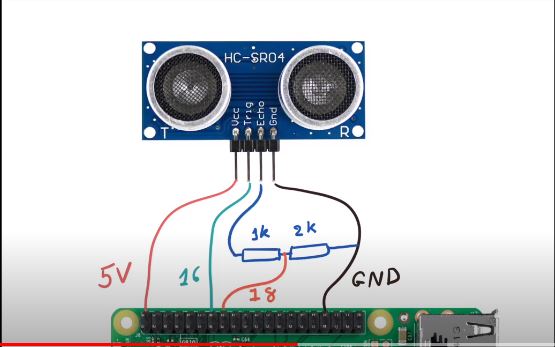 HC-SR04
Vcc
Trig
Echo
Gnd
T
R
1k
2k
5V
16
18
GND